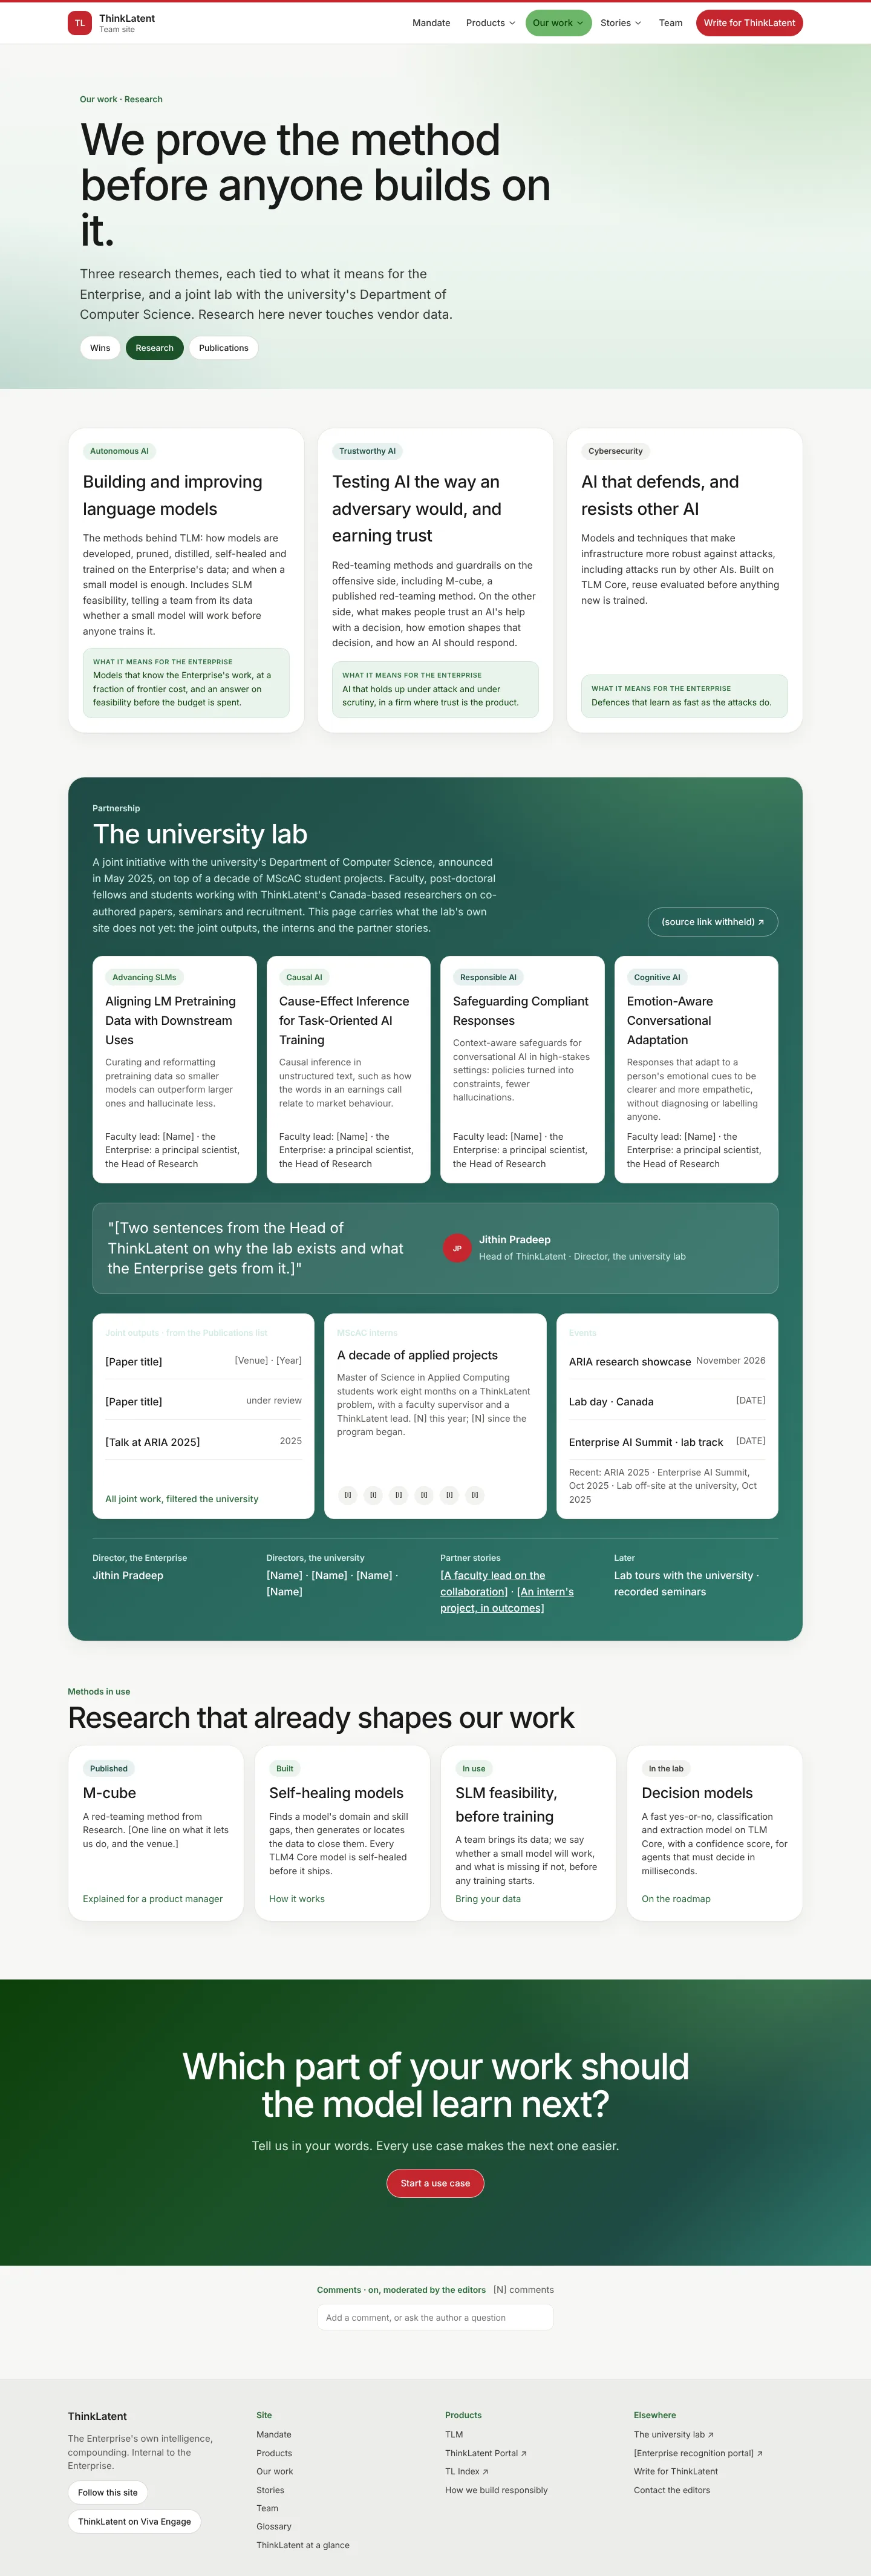 TL
ThinkLatent
Team site
Mandate
Products
Our work
Stories
Team
Write for ThinkLatent
Our work · Research
We prove the method
before anyone builds on
it.
Three research themes, each tied to what it means for the
Enterprise, and a joint lab with the university's Department of
Computer Science. Research here never touches vendor data.
Wins
Research
Publications
Autonomous AI
Building and improving
language models
The methods behind TLM: how models are
developed, pruned, distilled, self-healed and
trained on the Enterprise's data; and when a
small model is enough. Includes SLM
feasibility, telling a team from its data
whether a small model will work before
anyone trains it.
WHAT IT MEANS FOR THE ENTERPRISE
Models that know the Enterprise's work, at a
fraction of frontier cost, and an answer on
feasibility before the budget is spent.
Trustworthy AI
Testing AI the way an
adversary would, and
earning trust
Red-teaming methods and guardrails on the
offensive side, including M-cube, a
published red-teaming method. On the other
side, what makes people trust an AI's help
with a decision, how emotion shapes that
decision, and how an AI should respond.
WHAT IT MEANS FOR THE ENTERPRISE
AI that holds up under attack and under
scrutiny, in a firm where trust is the product.
Cybersecurity
AI that defends, and
resists other AI
Models and techniques that make
infrastructure more robust against attacks,
including attacks run by other AIs. Built on
TLM Core, reuse evaluated before anything
new is trained.
WHAT IT MEANS FOR THE ENTERPRISE
Defences that learn as fast as the attacks do.
Partnership
The university lab
A joint initiative with the university's Department of Computer Science, announced
in May 2025, on top of a decade of MScAC student projects. Faculty, post-doctoral
fellows and students working with ThinkLatent's Canada-based researchers on co-
authored papers, seminars and recruitment. This page carries what the lab's own
site does not yet: the joint outputs, the interns and the partner stories.
(source link withheld) ↗
Advancing SLMs
Aligning LM Pretraining
Data with Downstream
Uses
Curating and reformatting
pretraining data so smaller
models can outperform larger
ones and hallucinate less.
Faculty lead: [Name] · the
Enterprise: a principal scientist,
the Head of Research
Causal AI
Cause-Effect Inference
for Task-Oriented AI
Training
Causal inference in
unstructured text, such as how
the words in an earnings call
relate to market behaviour.
Faculty lead: [Name] · the
Enterprise: a principal scientist,
the Head of Research
Responsible AI
Safeguarding Compliant
Responses
Context-aware safeguards for
conversational AI in high-stakes
settings: policies turned into
constraints, fewer
hallucinations.
Faculty lead: [Name] · the
Enterprise: a principal scientist,
the Head of Research
Cognitive AI
Emotion-Aware
Conversational
Adaptation
Responses that adapt to a
person's emotional cues to be
clearer and more empathetic,
without diagnosing or labelling
anyone.
Faculty lead: [Name] · the
Enterprise: a principal scientist,
the Head of Research
"[Two sentences from the Head of
ThinkLatent on why the lab exists and what
the Enterprise gets from it.]"
JP
Jithin Pradeep
Head of ThinkLatent · Director, the university lab
Joint outputs · from the Publications list
[Paper title] [Venue] · [Year]
[Paper title] under review
[Talk at ARIA 2025] 2025
All joint work, filtered the university
MScAC interns
A decade of applied projects
Master of Science in Applied Computing
students work eight months on a ThinkLatent
problem, with a faculty supervisor and a
ThinkLatent lead. [N] this year; [N] since the
program began.
[I] [I] [I] [I] [I] [I]
Events
ARIA research showcase November 2026
Lab day · Canada [DATE]
Enterprise AI Summit · lab track [DATE]
Recent: ARIA 2025 · Enterprise AI Summit,
Oct 2025 · Lab off-site at the university, Oct
2025
Director, the Enterprise
Jithin Pradeep
Directors, the university
[Name] · [Name] · [Name] ·
[Name]
Partner stories
[A faculty lead on the
collaboration] · [An intern's
project, in outcomes]
Later
Lab tours with the university ·
recorded seminars
Methods in use
Research that already shapes our work
Published
M-cube
A red-teaming method from
Research. [One line on what it lets
us do, and the venue.]
Explained for a product manager
Built
Self-healing models
Finds a model's domain and skill
gaps, then generates or locates
the data to close them. Every
TLM4 Core model is self-healed
before it ships.
How it works
In use
SLM feasibility,
before training
A team brings its data; we say
whether a small model will work,
and what is missing if not, before
any training starts.
Bring your data
In the lab
Decision models
A fast yes-or-no, classification
and extraction model on TLM
Core, with a confidence score, for
agents that must decide in
milliseconds.
On the roadmap
Which part of your work should
the model learn next?
Tell us in your words. Every use case makes the next one easier.
Start a use case
Comments · on, moderated by the editors [N] comments
Add a comment, or ask the author a question
ThinkLatent
The Enterprise's own intelligence,
compounding. Internal to the
Enterprise.
Follow this site
ThinkLatent on Viva Engage
Site
Mandate
Products
Our work
Stories
Team
Glossary
ThinkLatent at a glance
Products
TLM
ThinkLatent Portal ↗
TL Index ↗
How we build responsibly
Elsewhere
The university lab ↗
[Enterprise recognition portal] ↗
Write for ThinkLatent
Contact the editors